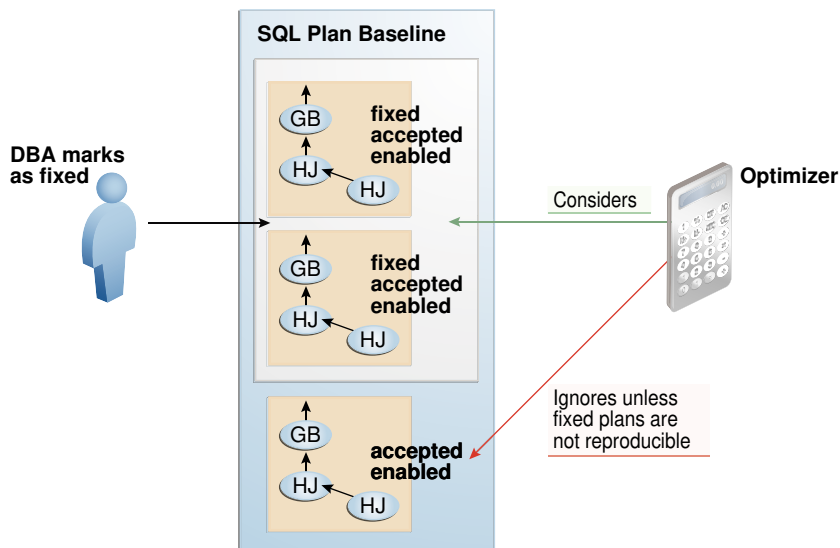 SQL Plan Baseline
GB
HJ
HJ
fixed
accepted
enabled
DBA marks
as fixed
Considers
Optimizer
GB
HJ
HJ
fixed
accepted
enabled
Ignores unless
fixed plans are
not reproducible
GB
HJ
HJ
accepted
enabled